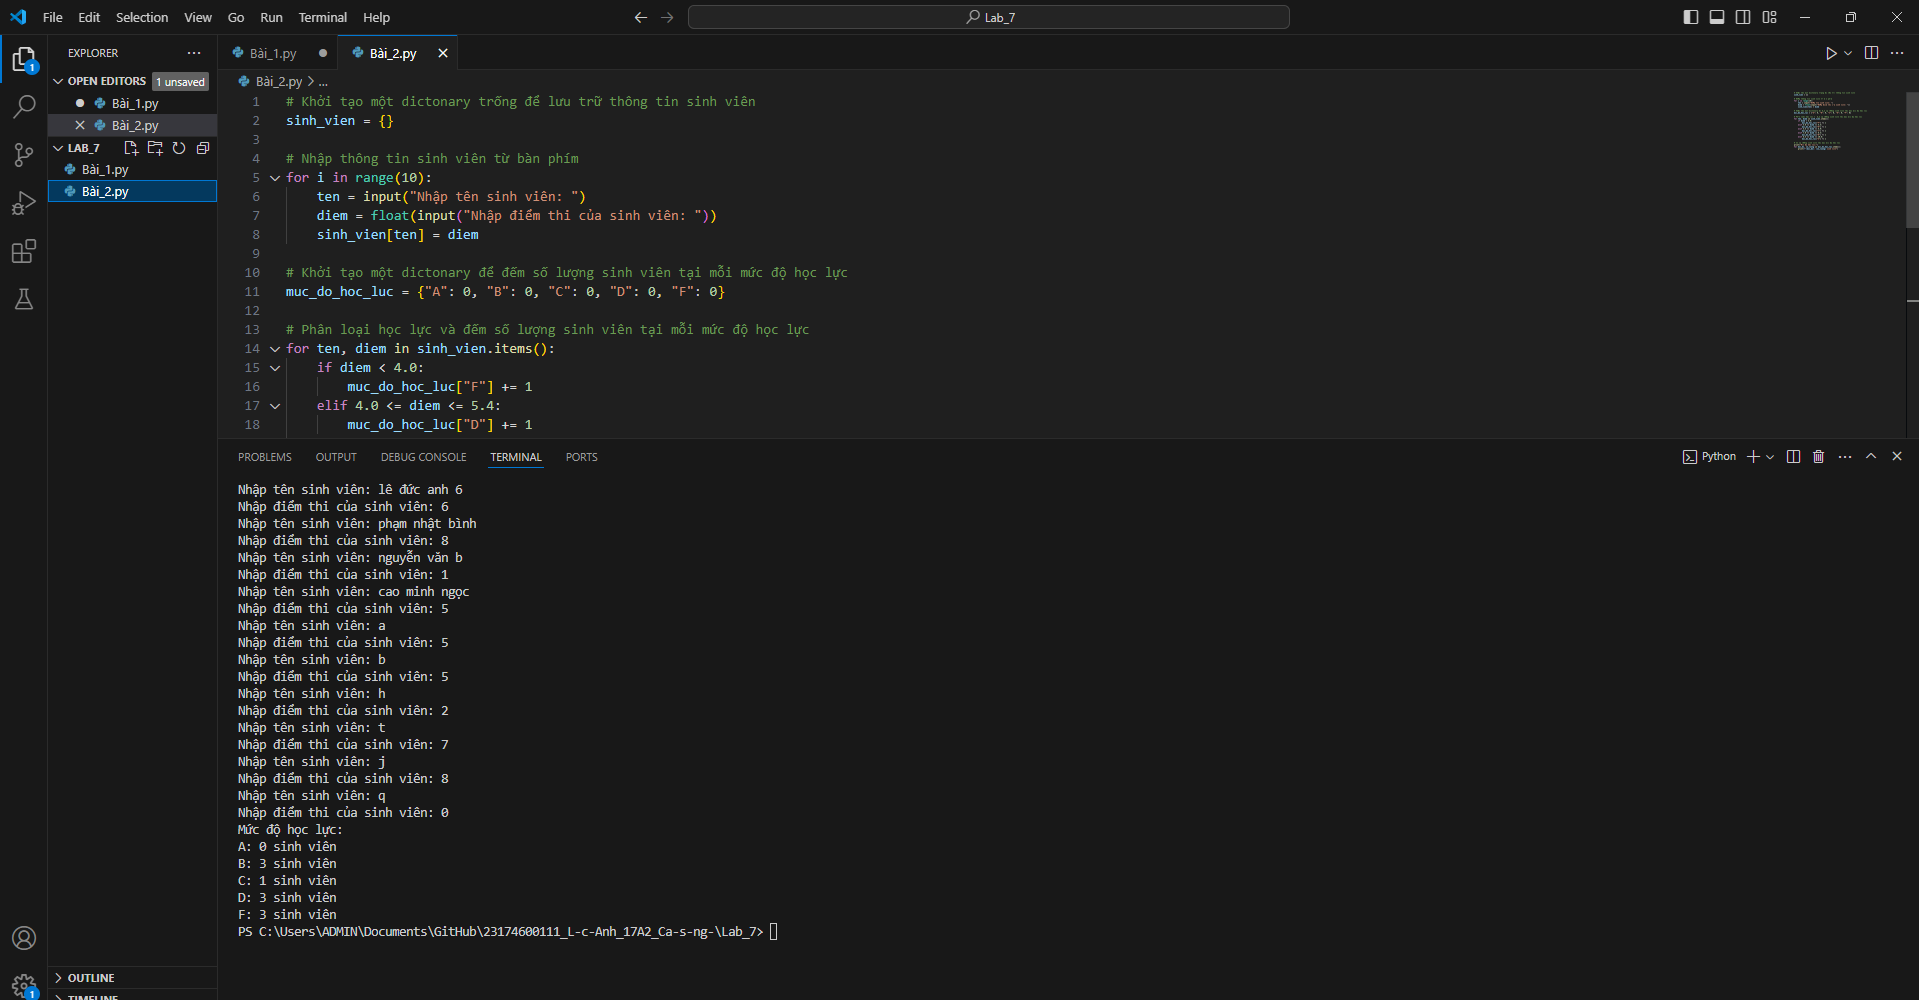 File Edit Selection View Go Run Terminal Help
Lab_7
EXPLORER
OPEN EDITORS 1 unsaved
Bài_1.py
Bài_2.py
LAB_7
Bài_1.py
Bài_2.py
OUTLINE
TIMELINE
1
1
Bài_1.py Bài_2.py
Bài_2.py > ...
1 # Khởi tạo một dictonary trống để lưu trữ thông tin sinh viên
2 sinh_vien = {}
3
4 # Nhập thông tin sinh viên từ bàn phím
5 for i in range(10):
6 ten = input("Nhập tên sinh viên: ")
7 diem = float(input("Nhập điểm thi của sinh viên: "))
8 sinh_vien[ten] = diem
9
10 # Khởi tạo một dictonary để đếm số lượng sinh viên tại mỗi mức độ học lực
11 muc_do_hoc_luc = {"A": 0, "B": 0, "C": 0, "D": 0, "F": 0}
12
13 # Phân loại học lực và đếm số lượng sinh viên tại mỗi mức độ học lực
14 for ten, diem in sinh_vien.items():
15 if diem < 4.0:
16 muc_do_hoc_luc["F"] += 1
17 elif 4.0 <= diem <= 5.4:
18 muc_do_hoc_luc["D"] += 1
PROBLEMS OUTPUT DEBUG CONSOLE TERMINAL PORTS
Python
Nhập tên sinh viên: lê đức anh 6
Nhập điểm thi của sinh viên: 6
Nhập tên sinh viên: phạm nhật bình
Nhập điểm thi của sinh viên: 8
Nhập tên sinh viên: nguyễn văn b
Nhập điểm thi của sinh viên: 1
Nhập tên sinh viên: cao minh ngọc
Nhập điểm thi của sinh viên: 5
Nhập tên sinh viên: a
Nhập điểm thi của sinh viên: 5
Nhập tên sinh viên: b
Nhập điểm thi của sinh viên: 5
Nhập tên sinh viên: h
Nhập điểm thi của sinh viên: 2
Nhập tên sinh viên: t
Nhập điểm thi của sinh viên: 7
Nhập tên sinh viên: j
Nhập điểm thi của sinh viên: 8
Nhập tên sinh viên: q
Nhập điểm thi của sinh viên: 0
Mức độ học lực:
A: 0 sinh viên
B: 3 sinh viên
C: 1 sinh viên
D: 3 sinh viên
F: 3 sinh viên
PS C:\Users\ADMIN\Documents\GitHub\23174600111_L-c-Anh_17A2_Ca-s-ng-\Lab_7>